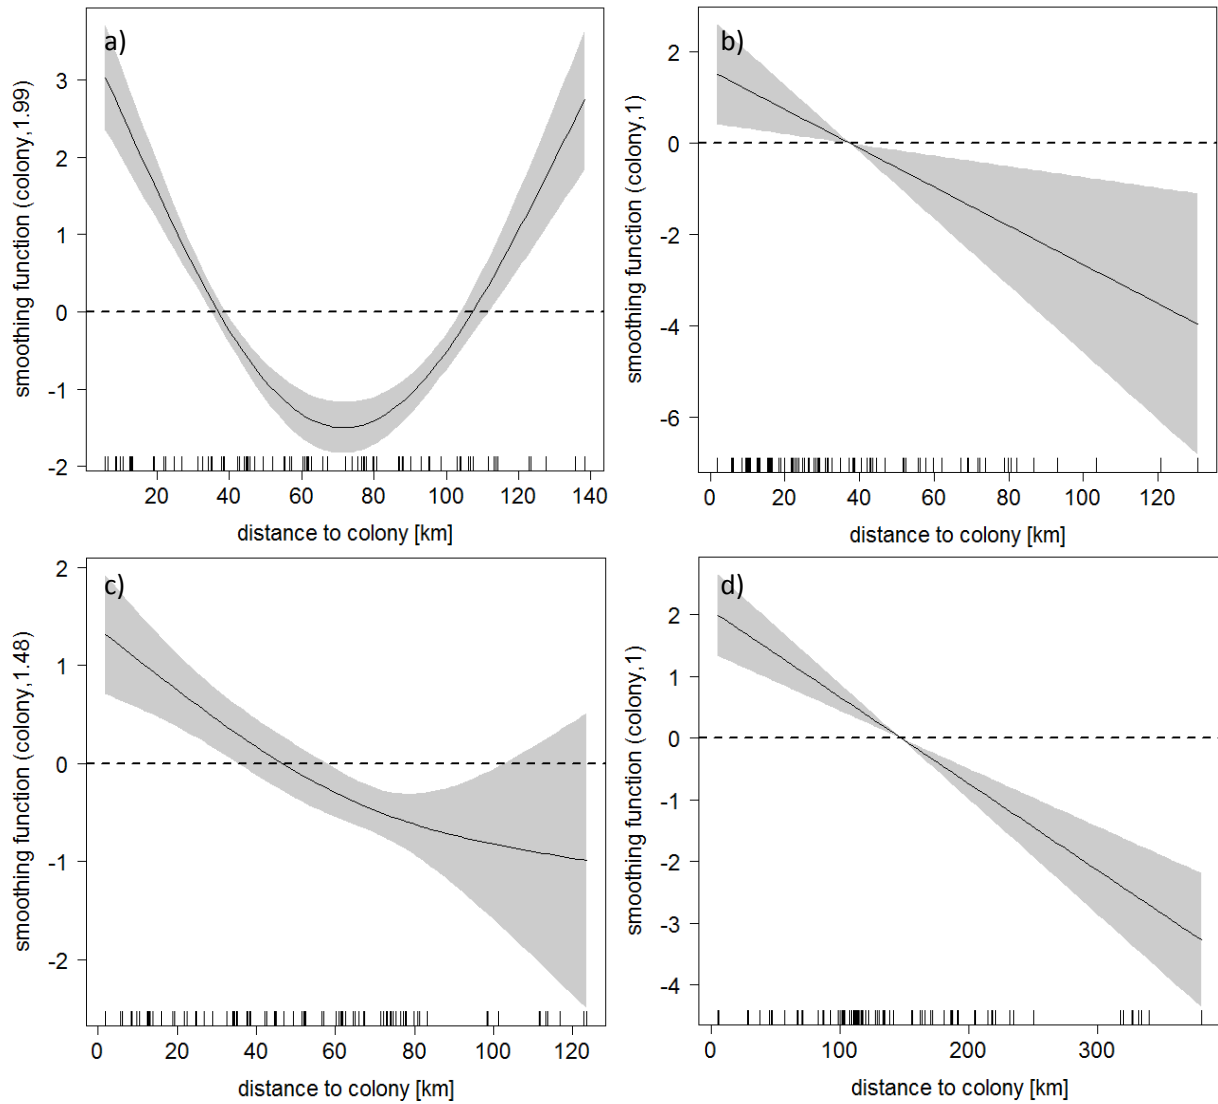 a)
3
2
1
0
-1
-2
20 40 60 80 100 120 140
distance to colony [km]
smoothing function (colony,1.99)
b)
2
0
-2
-4
-6
0 20 40 60 80 100 120
distance to colony [km]
smoothing function (colony,1)
c)
2
1
0
-1
-2
0 20 40 60 80 100 120
distance to colony [km]
smoothing function (colony,1.48)
d)
2
1
0
-1
-2
-3
-4
0 100 200 300
distance to colony [km]
smoothing function (colony,1)